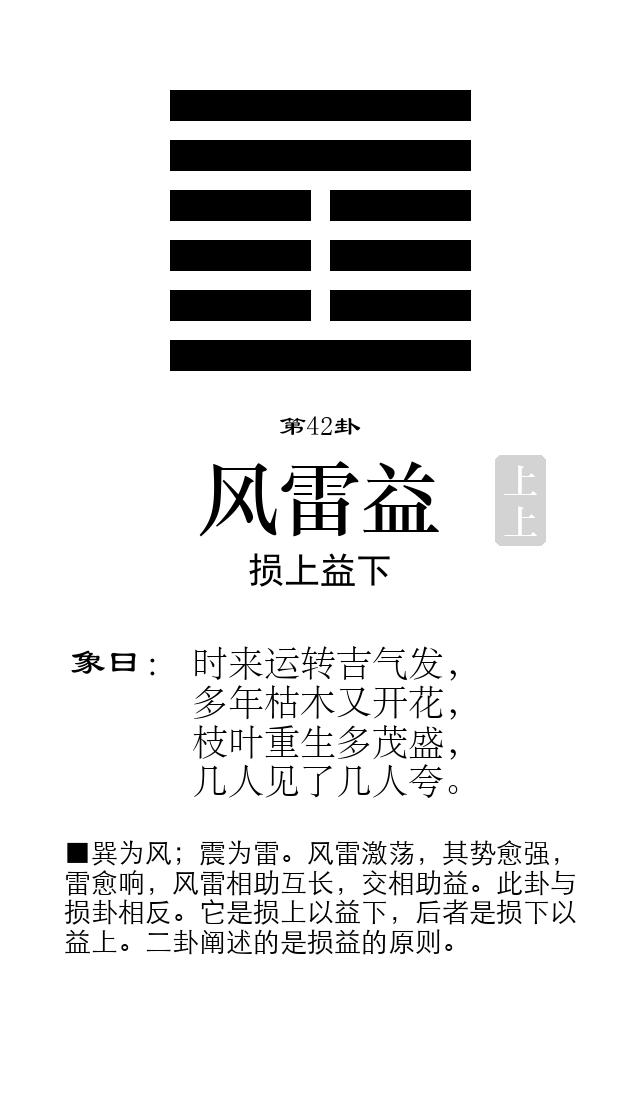 第42卦
风雷益
上
上
损上益下
象曰： 时来运转吉气发，
多年枯木又开花，
枝叶重生多茂盛，
几人见了几人夸。
■巽为风；震为雷。风雷激荡，其势愈强，
雷愈响，风雷相助互长，交相助益。此卦与
损卦相反。它是损上以益下，后者是损下以
益上。二卦阐述的是损益的原则。